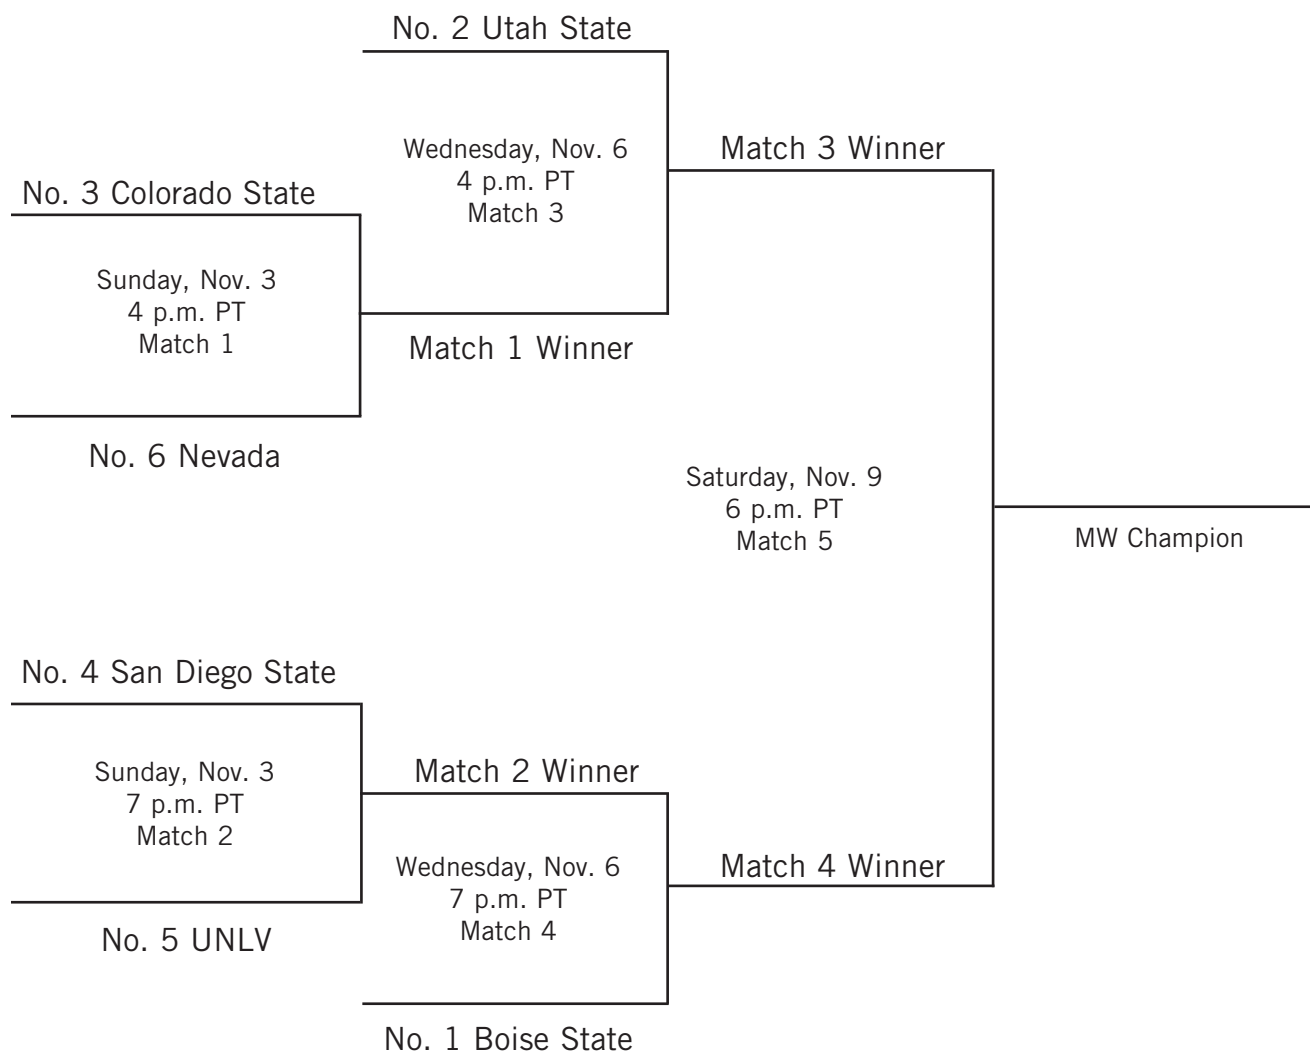 No. 2 Utah State
Wednesday, Nov. 6
4 p.m. PT
Match 3
Match 3 Winner
No. 3 Colorado State
Sunday, Nov. 3
4 p.m. PT
Match 1
Match 1 Winner
No. 6 Nevada
Saturday, Nov. 9
6 p.m. PT
Match 5
MW Champion
No. 4 San Diego State
Sunday, Nov. 3
7 p.m. PT
Match 2
Match 2 Winner
Wednesday, Nov. 6
7 p.m. PT
Match 4
Match 4 Winner
No. 5 UNLV
No. 1 Boise State